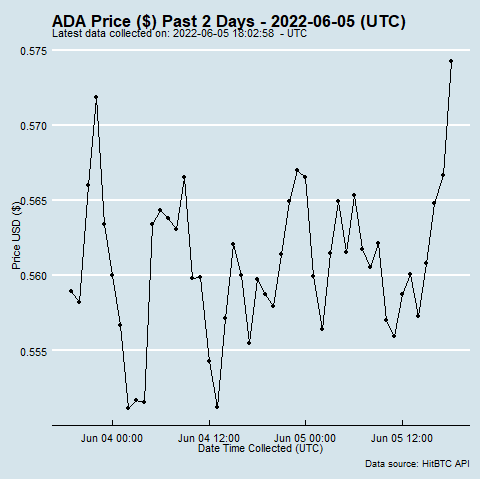 ADA Price ($) Past 2 Days - 2022-06-05 (UTC)
Latest data collected on: 2022-06-05 18:02:58 - UTC
0.575
0.570
0.565
0.560
0.555
Price USD ($)
Jun 04 00:00 Jun 04 12:00 Jun 05 00:00 Jun 05 12:00
Date Time Collected (UTC)
Data source: HitBTC API